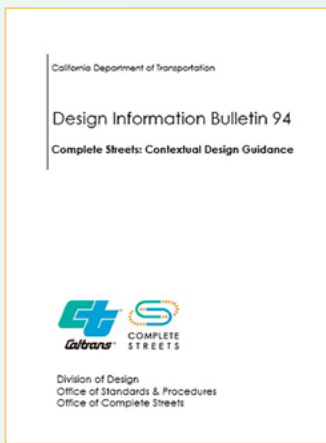 California Department of Transportation
Design Information Bulletin 94
Complete Streets: Contextual Design Guidance
Caltrans
COMPLETE
STREETS
Division of Design
Office of Standards & Procedures
Office of Complete Streets